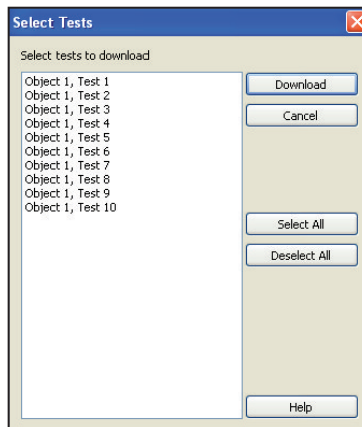 Select Tests
Select tests to download
Object 1, Test 1
Object 1, Test 2
Object 1, Test 3
Object 1, Test 4
Object 1, Test 5
Object 1, Test 6
Object 1, Test 7
Object 1, Test 8
Object 1, Test 9
Object 1, Test 10
Download
Cancel
Select All
Deselect All
Help